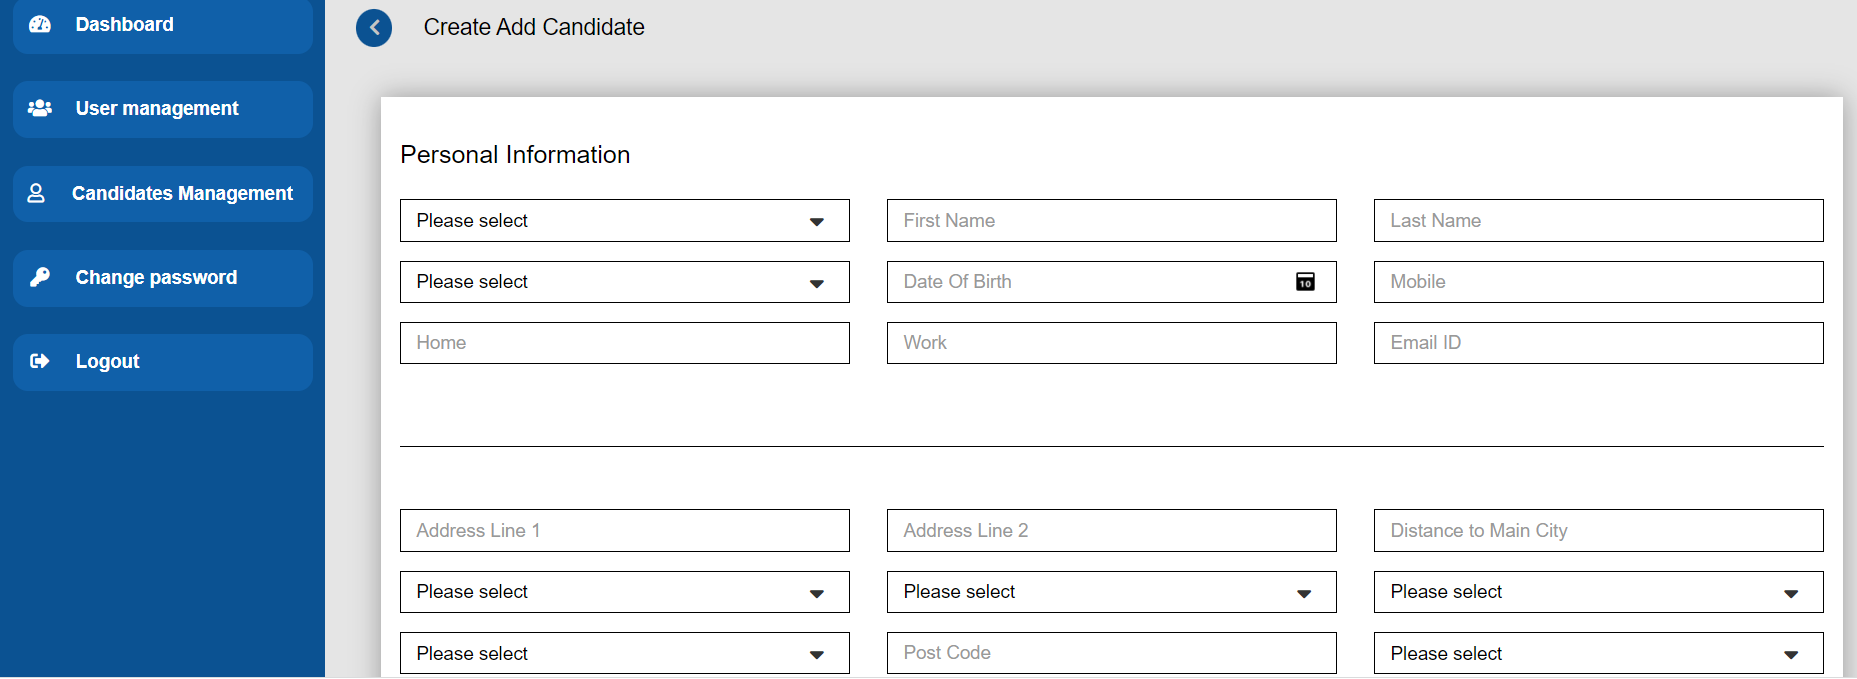 Dashboard
User management
Candidates Management
Change password
Logout
Create Add Candidate
Personal Information
Please select
First Name
Last Name
Please select
Date Of Birth
10
Mobile
Home
Work
Email ID
Address Line 1
Address Line 2
Distance to Main City
Please select
Please select
Please select
Please select
Post Code
Please select